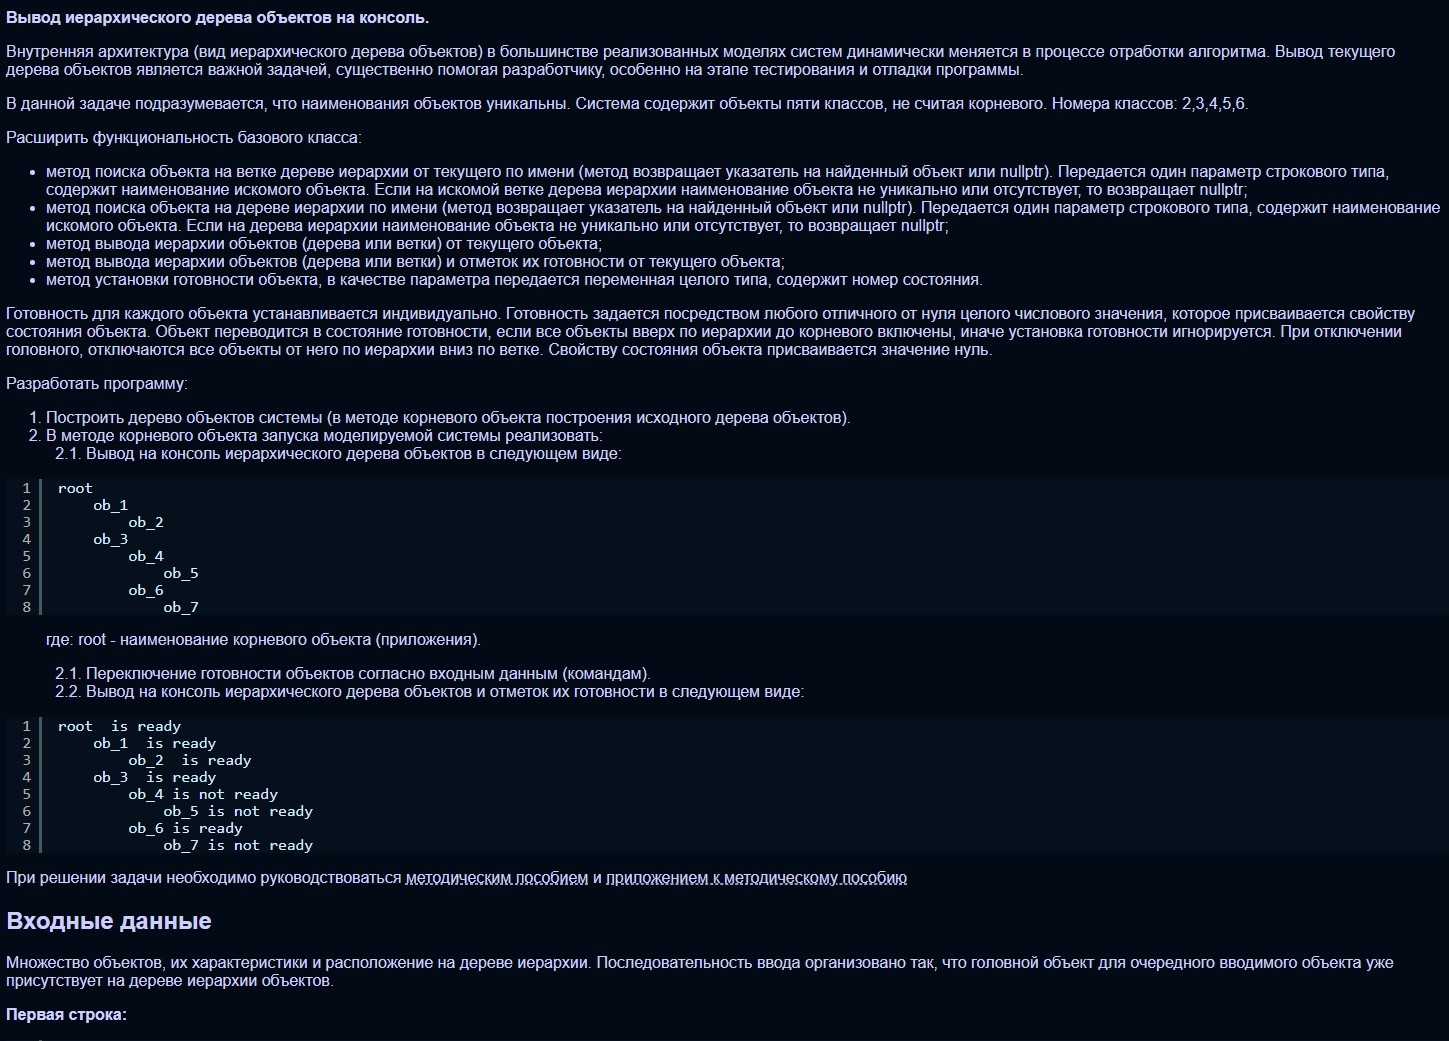 Вывод иерархического дерева объектов на консоль.
Внутренняя архитектура (вид иерархического дерева объектов) в большинстве реализованных моделях систем динамически меняется в процессе отработки алгоритма. Вывод текущего
дерева объектов является важной задачей, существенно помогая разработчику, особенно на этапе тестирования и отладки программы.
В данной задаче подразумевается, что наименования объектов уникальны. Система содержит объекты пяти классов, не считая корневого. Номера классов: 2,3,4,5,6.
Расширить функциональность базового класса:
• метод поиска объекта на ветке дереве иерархии от текущего по имени (метод возвращает указатель на найденный объект или nullptr). Передается один параметр строкового типа,
содержит наименование искомого объекта. Если на искомой ветке дерева иерархии наименование объекта не уникально или отсутствует, то возвращает nullptr;
• метод поиска объекта на дереве иерархии по имени (метод возвращает указатель на найденный объект или nullptr). Передается один параметр строкового типа, содержит наименование
искомого объекта. Если на дерева иерархии наименование объекта не уникально или отсутствует, то возвращает nullptr;
• метод вывода иерархии объектов (дерева или ветки) от текущего объекта;
• метод вывода иерархии объектов (дерева или ветки) и отметок их готовности от текущего объекта;
• метод установки готовности объекта, в качестве параметра передается переменная целого типа, содержит номер состояния.
Готовность для каждого объекта устанавливается индивидуально. Готовность задается посредством любого отличного от нуля целого числового значения, которое присваивается свойству
состояния объекта. Объект переводится в состояние готовности, если все объекты вверх по иерархии до корневого включены, иначе установка готовности игнорируется. При отключении
головного, отключаются все объекты от него по иерархии вниз по ветке. Свойству состояния объекта присваивается значение нуль.
Разработать программу:
1. Построить дерево объектов системы (в методе корневого объекта построения исходного дерева объектов).
2. В методе корневого объекта запуска моделируемой системы реализовать:
2.1. Вывод на консоль иерархического дерева объектов в следующем виде:
1 root
2 ob_1
3 ob_2
4 ob_3
5 ob_4
6 ob_5
7 ob_6
8 ob_7
где: root - наименование корневого объекта (приложения).
2.1. Переключение готовности объектов согласно входным данным (командам).
2.2. Вывод на консоль иерархического дерева объектов и отметок их готовности в следующем виде:
1 root  is ready
2 ob_1  is ready
3 ob_2  is ready
4 ob_3  is ready
5 ob_4 is not ready
6 ob_5 is not ready
7 ob_6 is ready
8 ob_7 is not ready
При решении задачи необходимо руководствоваться методическим пособием и приложением к методическому пособию
Входные данные
Множество объектов, их характеристики и расположение на дереве иерархии. Последовательность ввода организовано так, что головной объект для очередного вводимого объекта уже
присутствует на дереве иерархии объектов.
Первая строка: